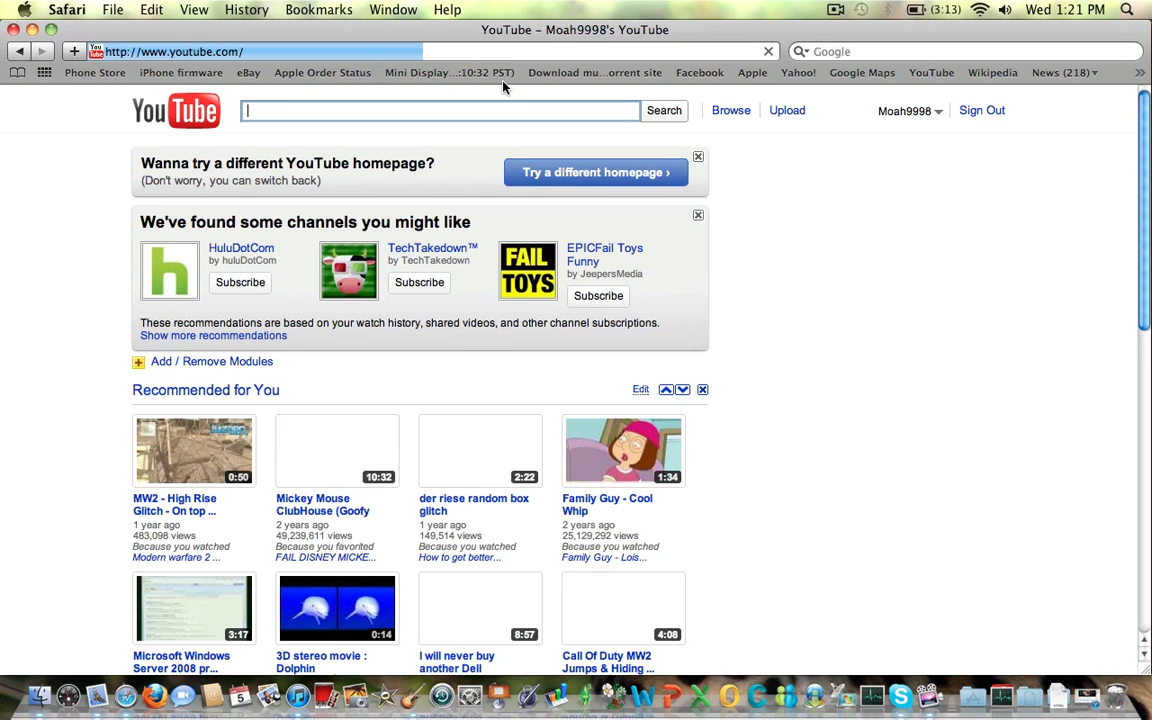 Safari File Edit View History Bookmarks Window Help (3:13) Wed 1:21 PM
YouTube - Moah9998's YouTube
http://www.youtube.com/ Google
Phone Store iPhone firmware eBay Apple Order Status Mini Display...:10:32 PST) Download mu...orrent site Facebook Apple Yahoo! Google Maps YouTube Wikipedia News (218)
YouTube Search Browse Upload Moah9998 Sign Out
Wanna try a different YouTube homepage?
(Don't worry, you can switch back)
Try a different homepage ›
We've found some channels you might like
HuluDotCom
by huluDotCom
Subscribe
TechTakedown™
by TechTakedown
Subscribe
FAIL
TOYS
EPICFail Toys
Funny
by JeepersMedia
Subscribe
These recommendations are based on your watch history, shared videos, and other channel subscriptions.
Show more recommendations
Add / Remove Modules
Recommended for You Edit
0:50
MW2 - High Rise
Glitch - On top ...
1 year ago
483,098 views
Because you watched
Modern warfare 2 ...
10:32
Mickey Mouse
ClubHouse (Goofy
2 years ago
49,239,611 views
Because you favorited
FAIL DISNEY MICKE...
2:22
der riese random box
glitch
1 year ago
149,514 views
Because you watched
How to get better...
1:34
Family Guy - Cool
Whip
2 years ago
25,129,292 views
Because you watched
Family Guy - Lois...
3:17
Microsoft Windows
Server 2008 pr...
0:14
3D stereo movie :
Dolphin
8:57
I will never buy
another Dell
4:08
Call Of Duty MW2
Jumps & Hiding ...